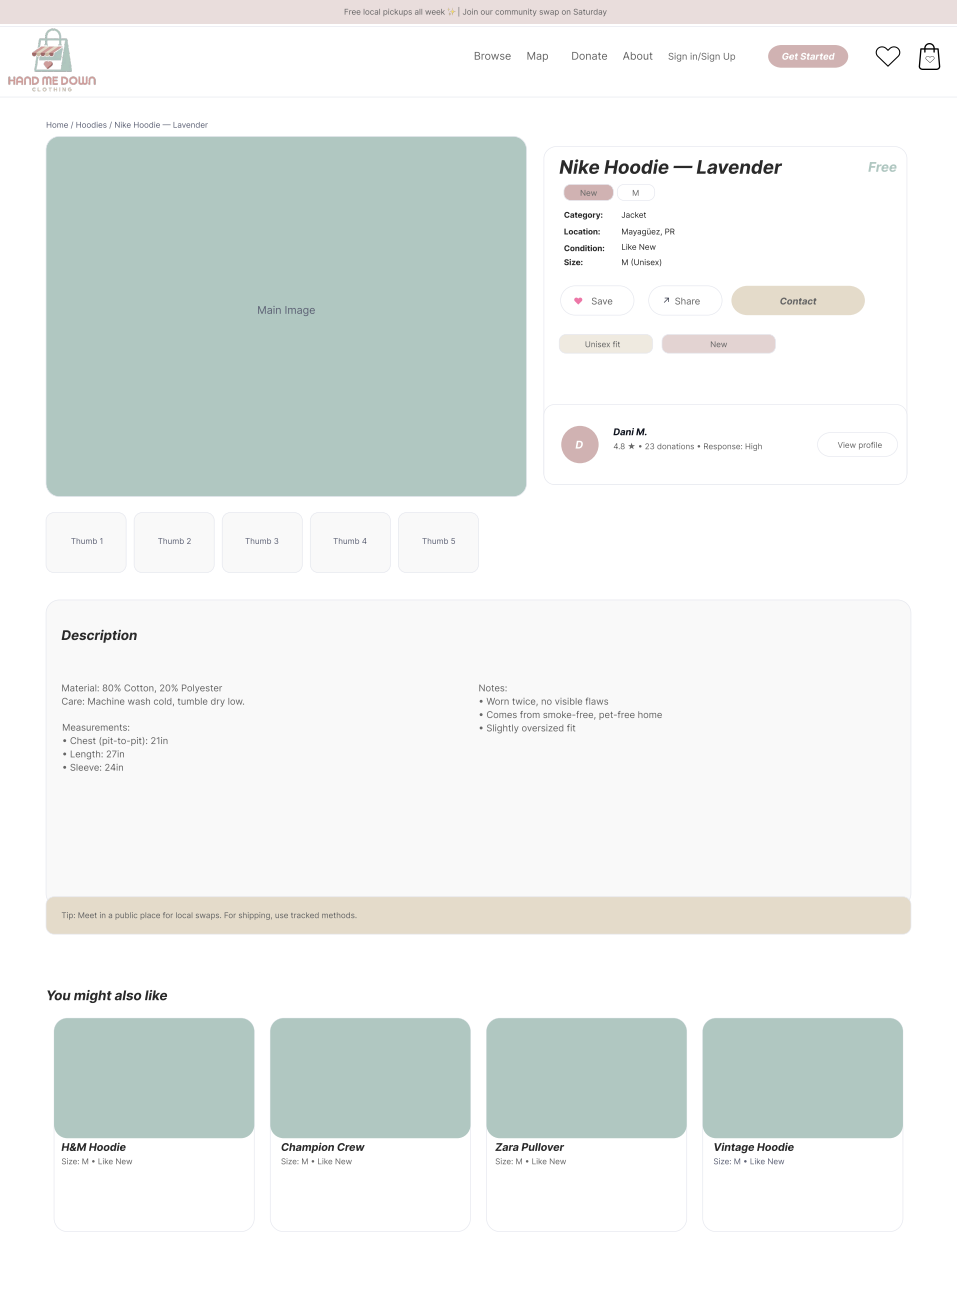 Free local pickups all week ✨ | Join our community swap on Saturday
HAND ME DOWN
CLOTHING
Browse Map Donate About Sign in/Sign Up Get Started
Home / Hoodies / Nike Hoodie — Lavender
Main Image
Nike Hoodie — Lavender Free
New M
Category: Jacket
Location: Mayagüez, PR
Condition: Like New
Size: M (Unisex)
Save Share Contact
Unisex fit New
D
Dani M.
4.8 ★ • 23 donations • Response: High
View profile
Thumb 1 Thumb 2 Thumb 3 Thumb 4 Thumb 5
Description
Material: 80% Cotton, 20% Polyester
Care: Machine wash cold, tumble dry low.
Measurements:
• Chest (pit-to-pit): 21in
• Length: 27in
• Sleeve: 24in
Notes:
• Worn twice, no visible flaws
• Comes from smoke-free, pet-free home
• Slightly oversized fit
Tip: Meet in a public place for local swaps. For shipping, use tracked methods.
You might also like
H&M Hoodie
Size: M • Like New
Champion Crew
Size: M • Like New
Zara Pullover
Size: M • Like New
Vintage Hoodie
Size: M • Like New